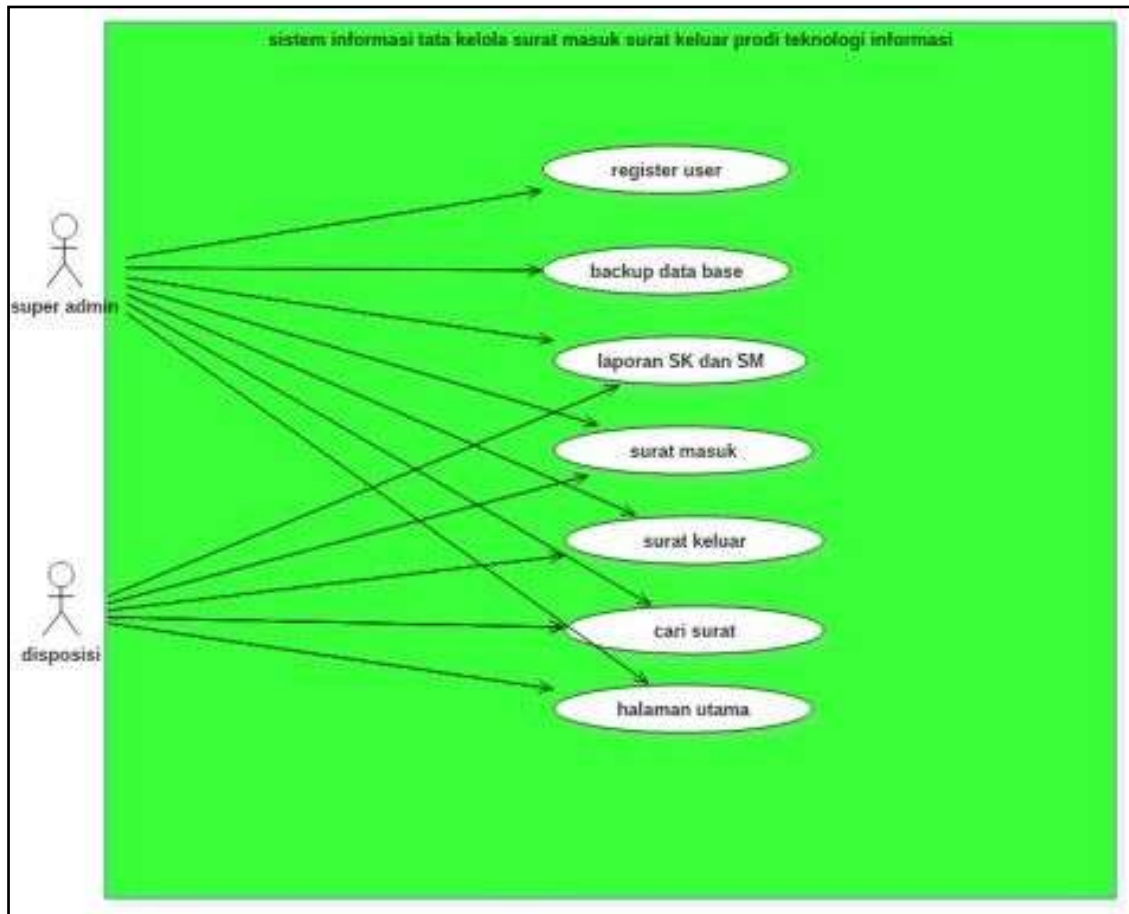 sistem informasi tata kelola surat masuk surat keluar prodi teknologi informasi
register user
backup data base
super admin
laporan SK dan SM
surat masuk
surat keluar
cari surat
disposisi
halaman utama